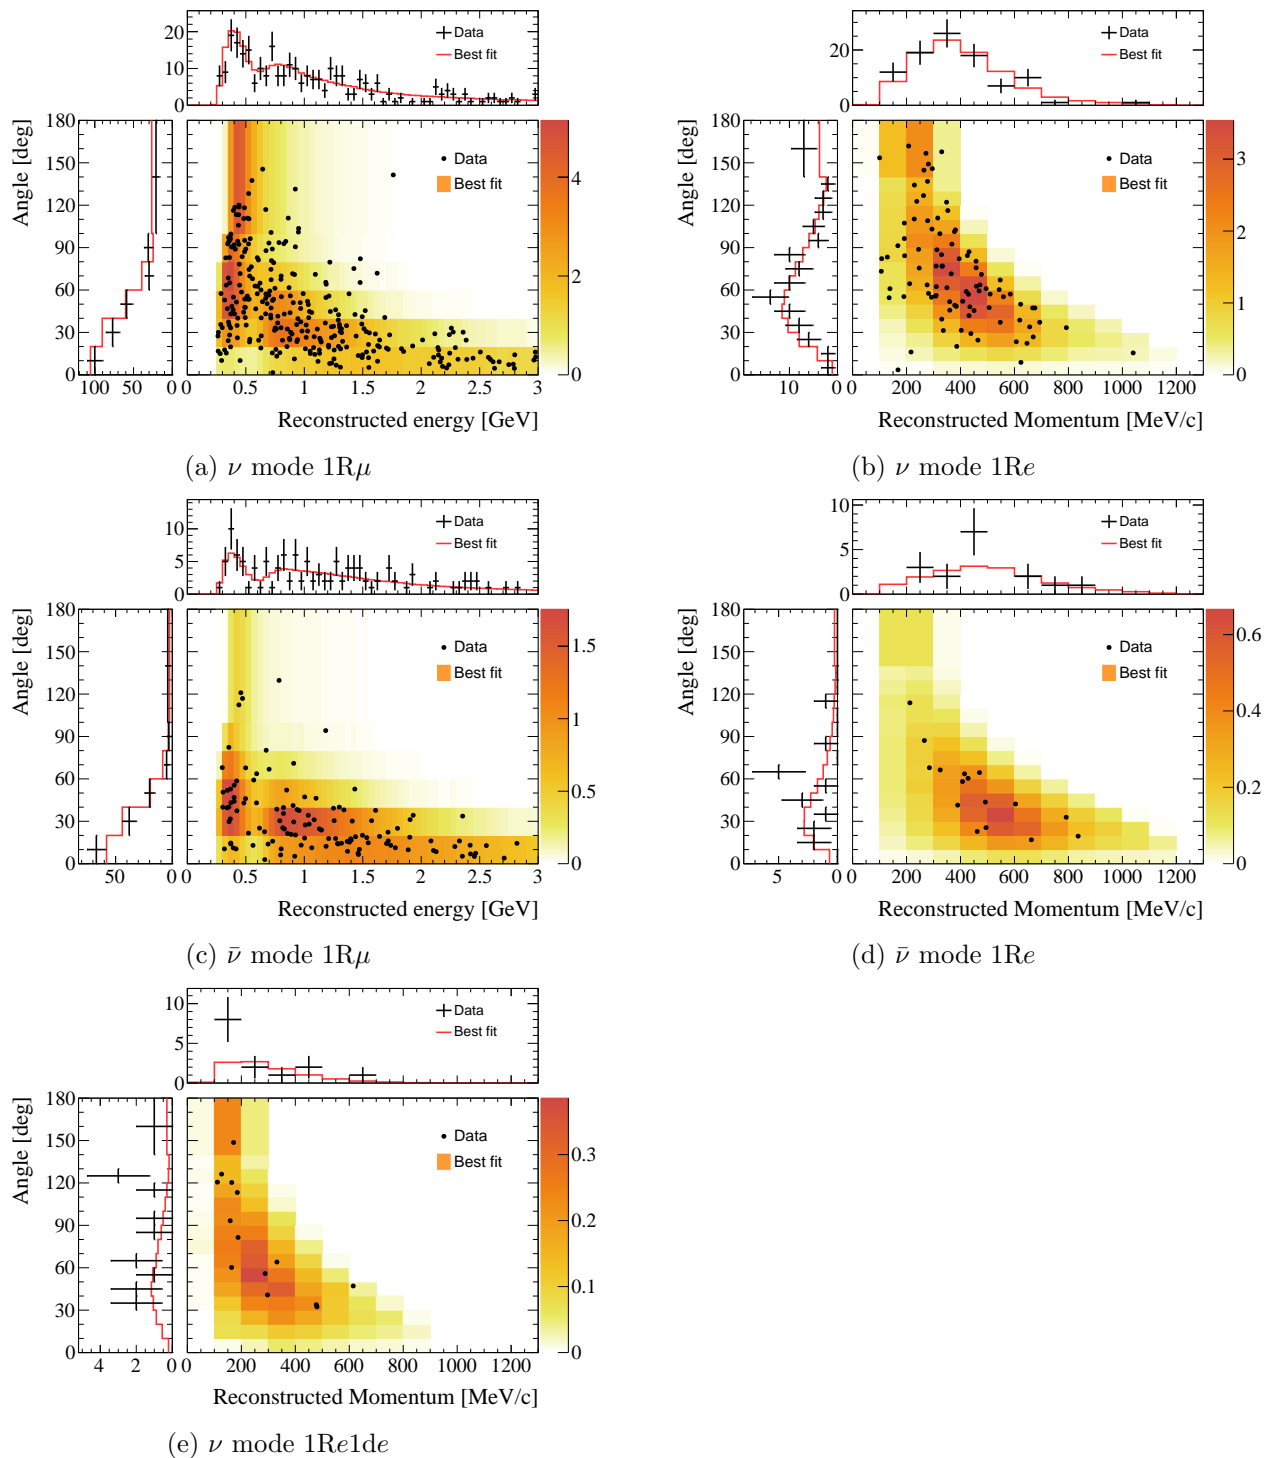 20
10
0
Data
Best fit
180
150
120
90
60
30
0
Angle [deg]
100 50 0
Data
Best fit
4
2
0
0.5 1 1.5 2 2.5 3
Reconstructed energy [GeV]
(a) ν mode 1Rμ
20
0
Data
Best fit
180
150
120
90
60
30
0
Angle [deg]
10
Data
Best fit
3
2
1
0
0 200 400 600 800 1000 1200
Reconstructed Momentum [MeV/c]
(b) ν mode 1Re
10
5
0
Data
Best fit
180
150
120
90
60
30
0
Angle [deg]
50 0
Data
Best fit
1.5
1
0.5
0
0.5 1 1.5 2 2.5 3
Reconstructed energy [GeV]
(c) ν̄ mode 1Rμ
10
5
0
Data
Best fit
180
150
120
90
60
30
0
Angle [deg]
5
Data
Best fit
0.6
0.4
0.2
0
0 200 400 600 800 1000 1200
Reconstructed Momentum [MeV/c]
(d) ν̄ mode 1Re
10
5
0
Data
Best fit
180
150
120
90
60
30
0
Angle [deg]
4 2 0
Data
Best fit
0.3
0.2
0.1
0
0 200 400 600 800 1000 1200
Reconstructed Momentum [MeV/c]
(e) ν mode 1Re1de